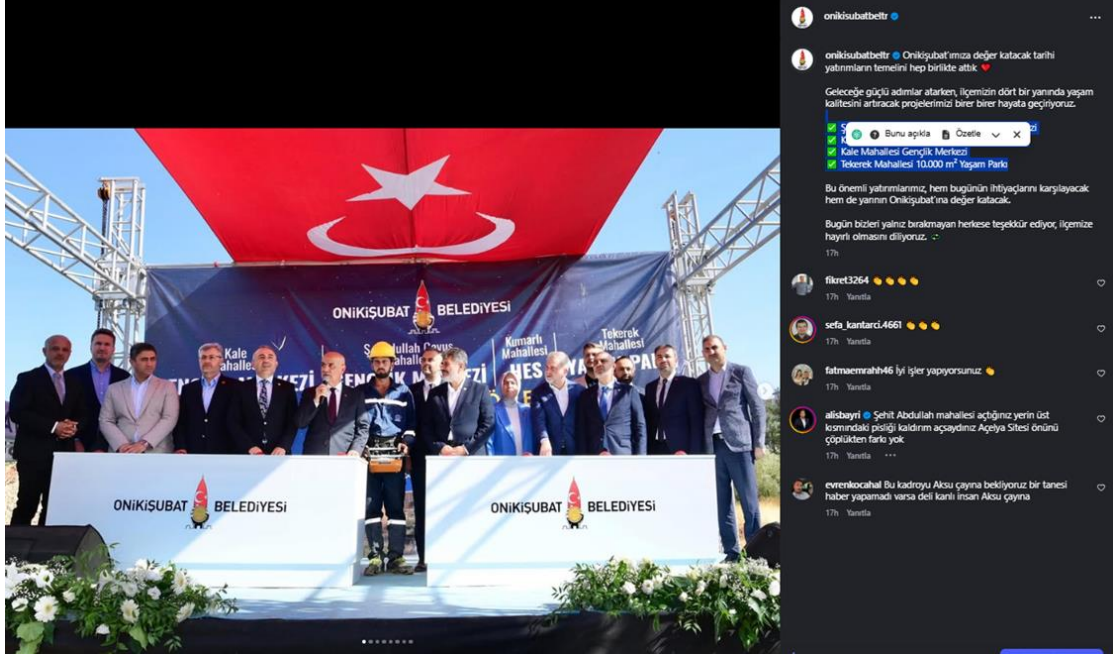 ONİKİŞUBAT BELEDİYESİ
Kale
Mahallesi
Kumarlı
Mahallesi
Tekerek
Mahallesi
HES
ONİKİŞUBAT BELEDİYESİ
ONİKİŞUBAT BELEDİYESİ
onikisubatbeltr
onikisubatbeltr Onikişubat'ımıza değer katacak tarihi
yatırımların temelini hep birlikte attık ❤️
Geleceğe güçlü adımlar atarken, ilçemizin dört bir yanında yaşam
kalitesini artıracak projelerimizi birer birer hayata geçiriyoruz.
Bunu açıkla Özetle
✅ Kale Mahallesi Gençlik Merkezi
✅ Tekerek Mahallesi 10.000 m² Yaşam Parkı
Bu önemli yatırımlarımız, hem bugünün ihtiyaçlarını karşılayacak
hem de yarının Onikişubat'ına değer katacak.
Bugün bizleri yalnız bırakmayan herkese teşekkür ediyor, ilçemize
hayırlı olmasını diliyoruz.
17h
fikret3264 👏👏👏👏
17h Yanıtla
sefa_kantarci.4661 👏👏👏
17h Yanıtla
fatmaemrahh46 İyi işler yapıyorsunuz 👏
17h Yanıtla
alisbayri Şehit Abdullah mahallesi açtığınız yerin üst
kısmındaki pisliği kaldırım açsaydınız Açelya Sitesi önünü
çöplükten farkı yok
17h Yanıtla
evrenkocahal Bu kadroyu Aksu çayına bekliyoruz bir tanesi
haber yapamadı varsa deli kanlı insan Aksu çayına
17h Yanıtla